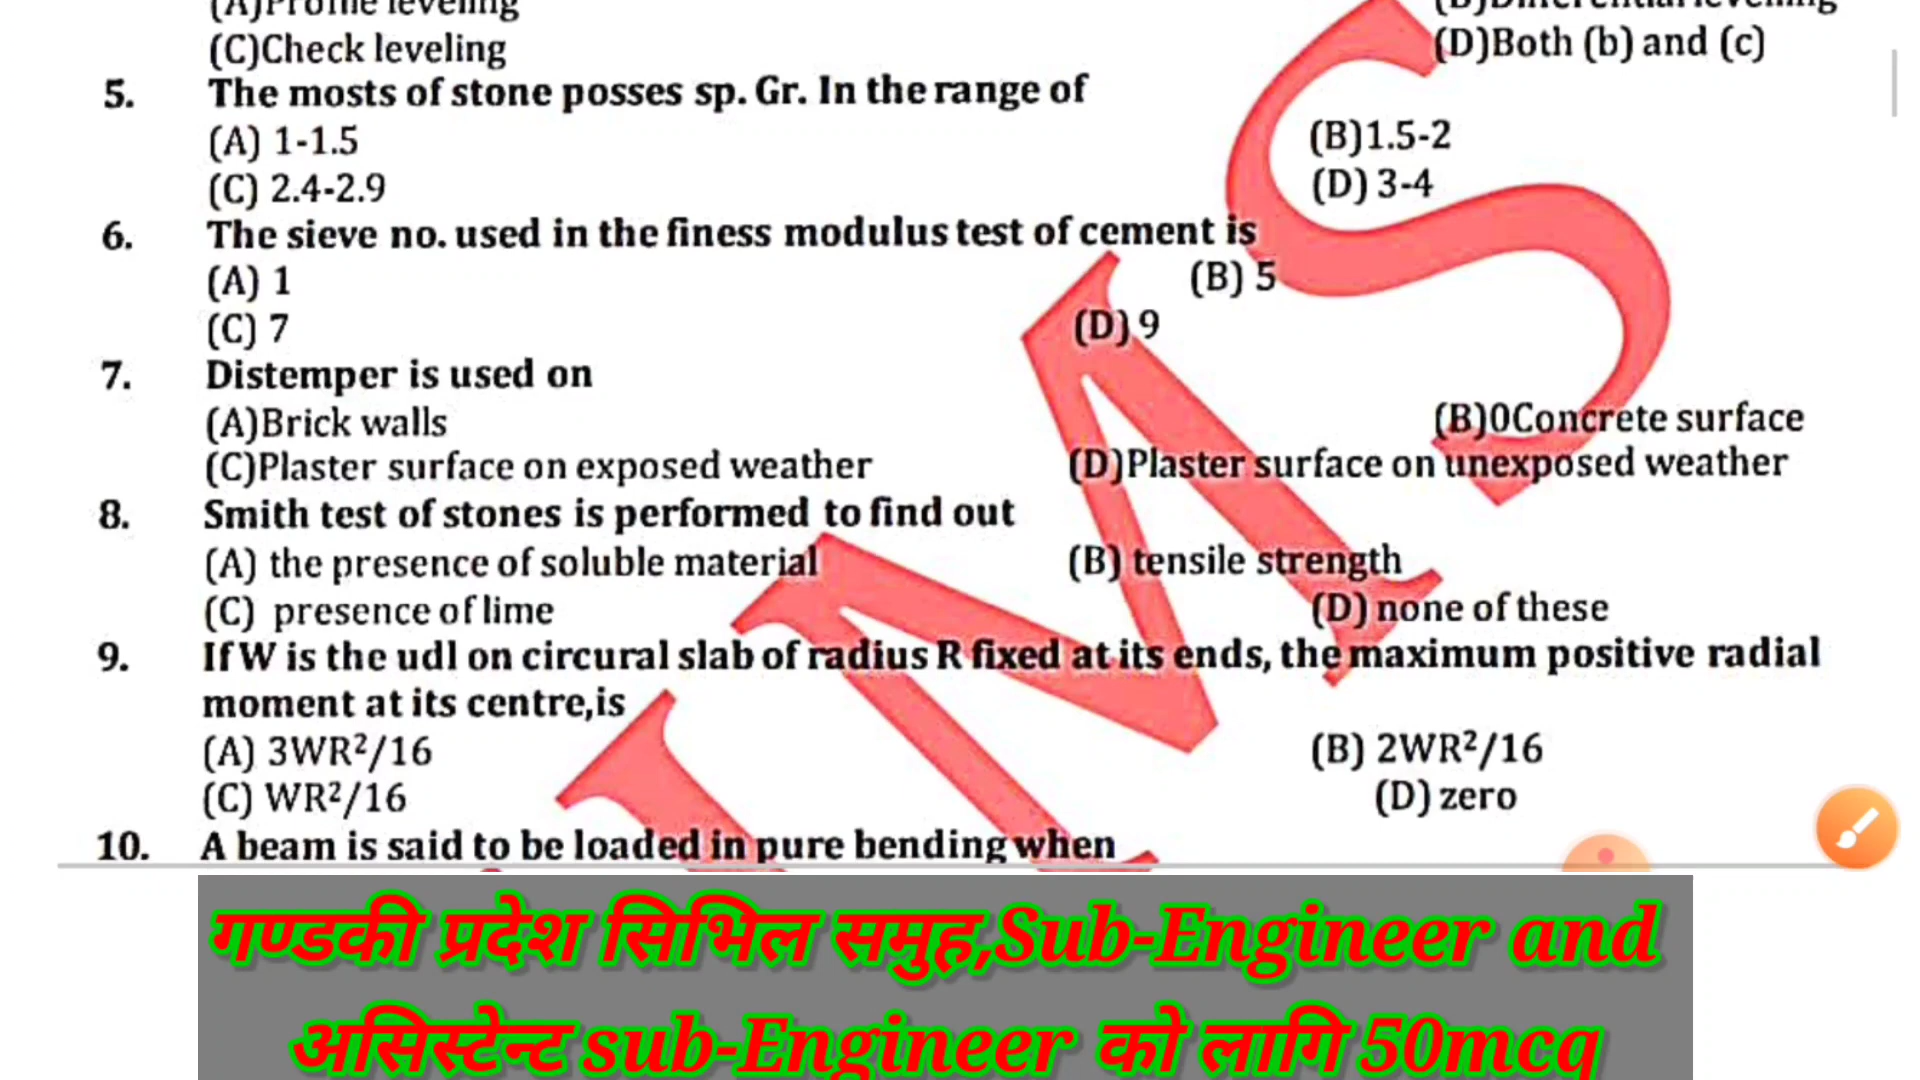 (A)Profile leveling (B)Differential leveling
(C)Check leveling (D)Both (b) and (c)
5. The mosts of stone posses sp. Gr. In the range of
(A) 1-1.5 (B)1.5-2
(C) 2.4-2.9 (D) 3-4
6. The sieve no. used in the finess modulus test of cement is
(A) 1 (B) 5
(C) 7 (D) 9
7. Distemper is used on
(A)Brick walls (B)0Concrete surface
(C)Plaster surface on exposed weather (D)Plaster surface on unexposed weather
8. Smith test of stones is performed to find out
(A) the presence of soluble material (B) tensile strength
(C) presence of lime (D) none of these
9. If W is the udl on circural slab of radius R fixed at its ends, the maximum positive radial
moment at its centre,is
(A) 3WR²/16 (B) 2WR²/16
(C) WR²/16 (D) zero
10. A beam is said to be loaded in pure bending when
गण्डकी प्रदेश सिभिल समुह,Sub-Engineer and
असिस्टेन्ट sub-Engineer को लागि 50mcq